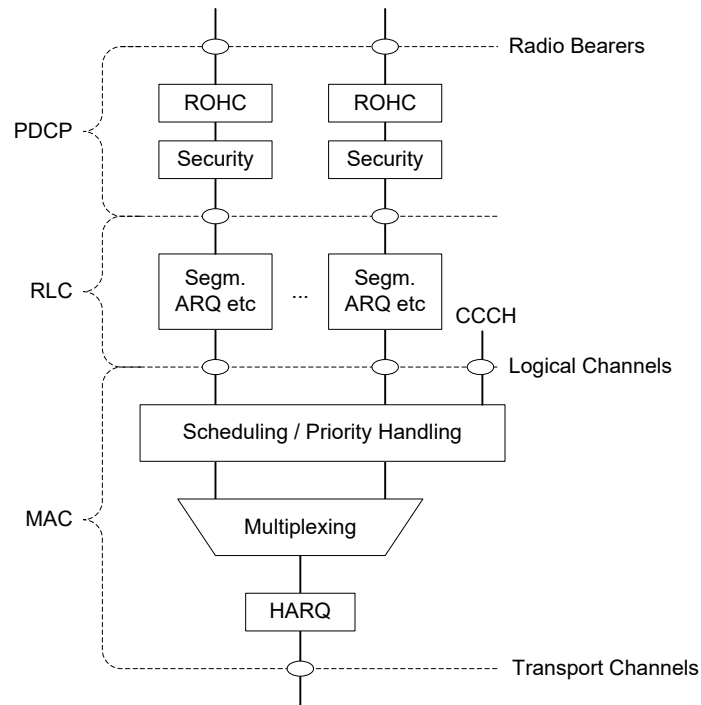 Radio Bearers
ROHC
ROHC
PDCP
Security
Security
Segm.
ARQ etc
...
Segm.
ARQ etc
RLC
CCCH
Logical Channels
Scheduling / Priority Handling
MAC
Multiplexing
HARQ
Transport Channels